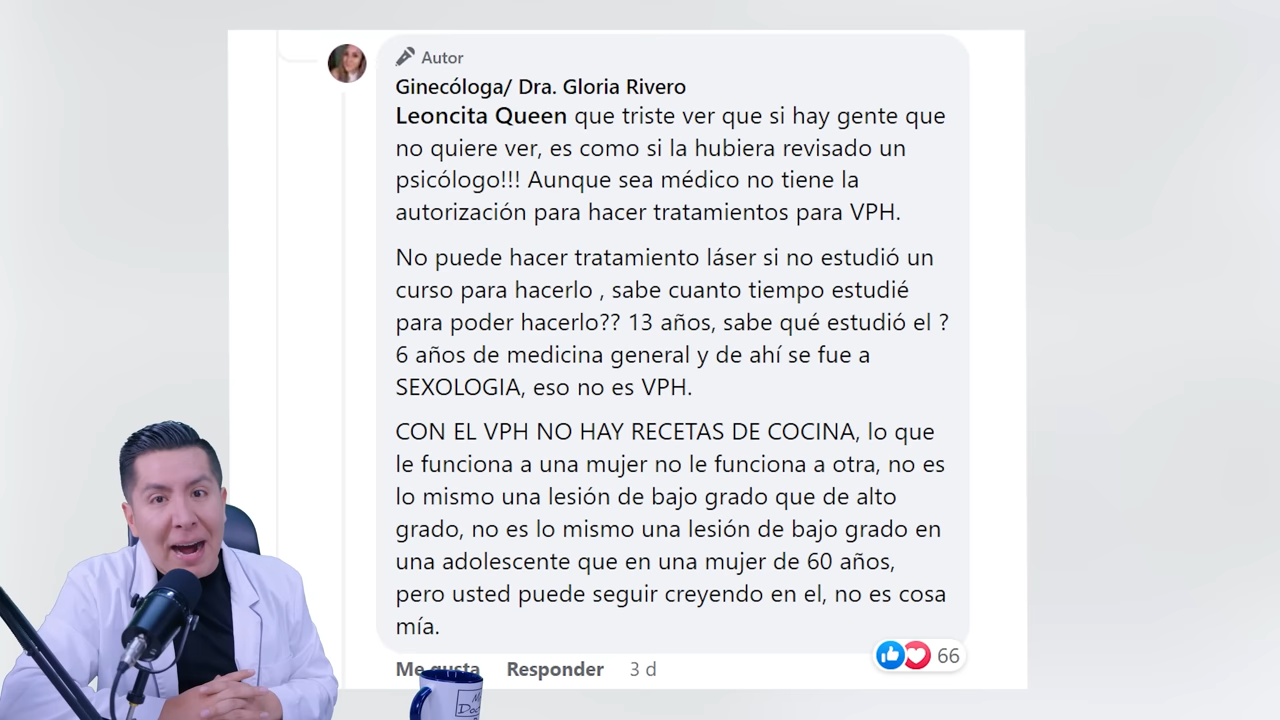 Autor
Ginecóloga/ Dra. Gloria Rivero
Leoncita Queen que triste ver que si hay gente que
no quiere ver, es como si la hubiera revisado un
psicólogo!!! Aunque sea médico no tiene la
autorización para hacer tratamientos para VPH.
No puede hacer tratamiento láser si no estudió un
curso para hacerlo , sabe cuanto tiempo estudié
para poder hacerlo?? 13 años, sabe qué estudió el ?
6 años de medicina general y de ahí se fue a
SEXOLOGIA, eso no es VPH.
CON EL VPH NO HAY RECETAS DE COCINA, lo que
le funciona a una mujer no le funciona a otra, no es
lo mismo una lesión de bajo grado que de alto
grado, no es lo mismo una lesión de bajo grado en
una adolescente que en una mujer de 60 años,
pero usted puede seguir creyendo en el, no es cosa
mía.
Me gusta Responder 3 d 66